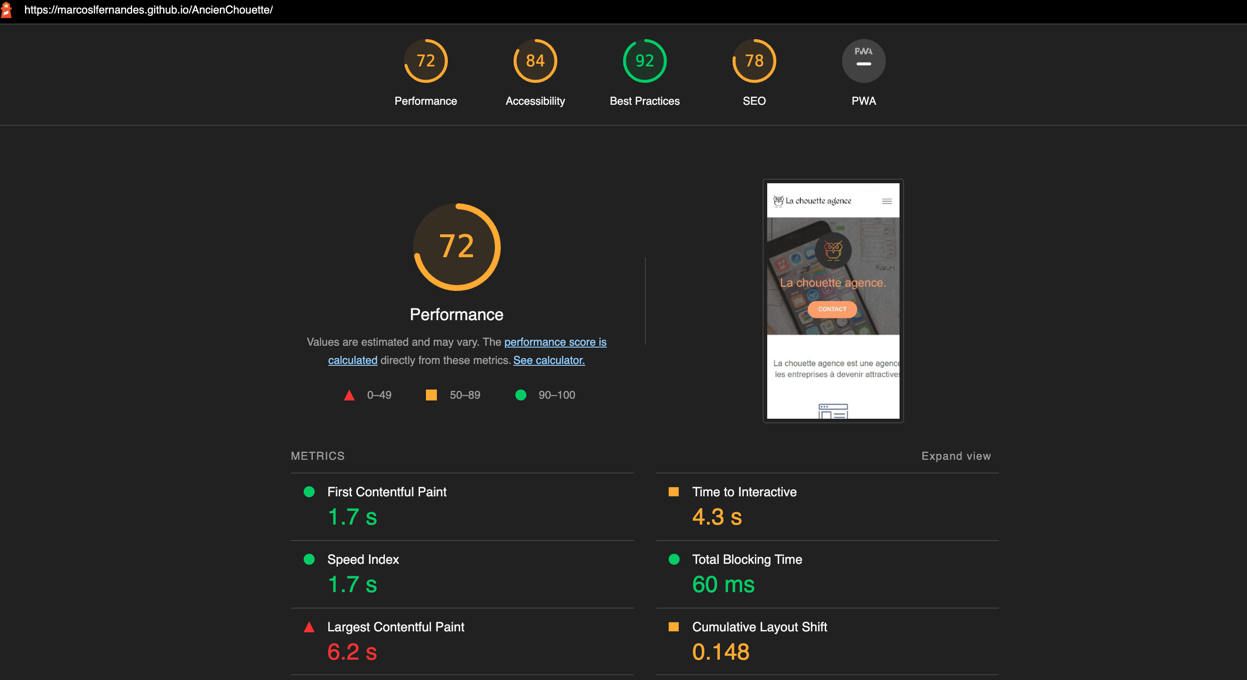 https://marcoslfernandes.github.io/AncienChouette/
72
84
92
78
PWA
Performance
Accessibility
Best Practices
SEO
PWA
72
Performance
Values are estimated and may vary. The performance score is
calculated directly from these metrics. See calculator.
0–49
50–89
90–100
La chouette agence
La chouette agence.
CONTACT
La chouette agence est une agence
les entreprises à devenir attractives
METRICS
Expand view
First Contentful Paint
1.7 s
Time to Interactive
4.3 s
Speed Index
1.7 s
Total Blocking Time
60 ms
Largest Contentful Paint
6.2 s
Cumulative Layout Shift
0.148